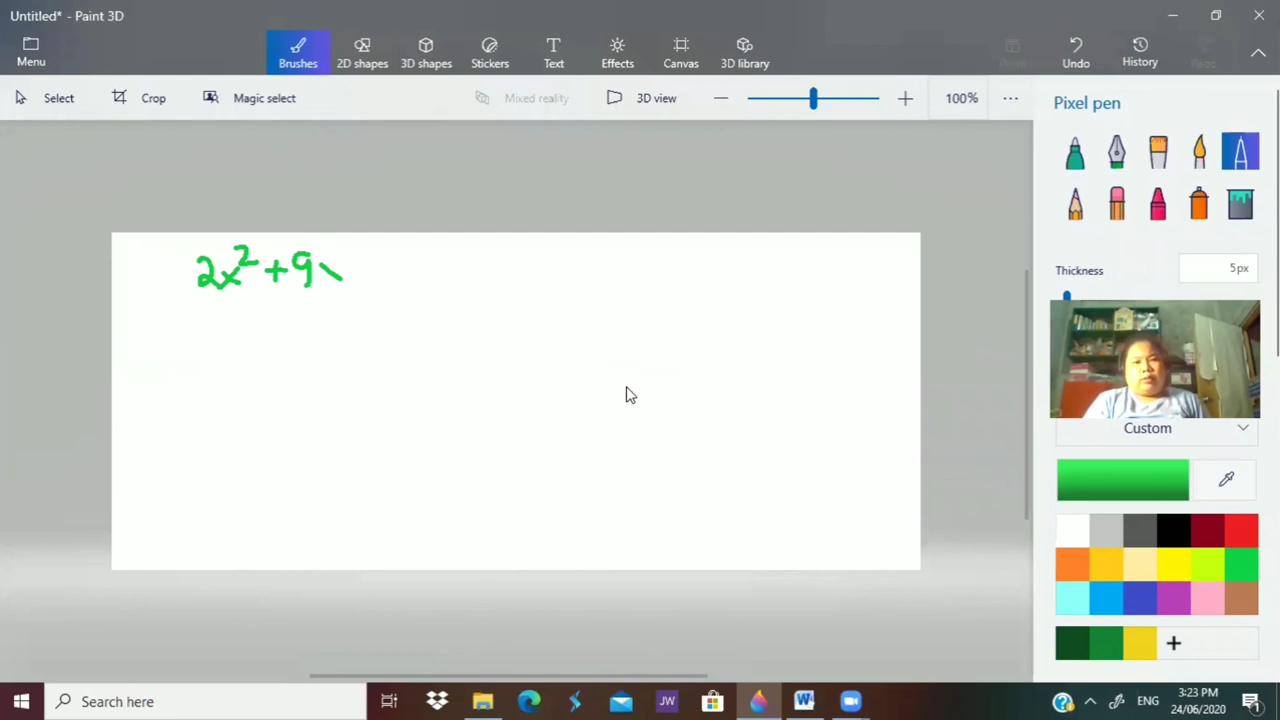 Untitled* - Paint 3D
Menu
Brushes
2D shapes
3D shapes
Stickers
Text
Effects
Canvas
3D library
Undo
History
Select
Crop
Magic select
Mixed reality
3D view
100%
Pixel pen
Thickness
5px
Custom
2x² + 9
Search here
JW
ENG
3:23 PM
24/06/2020